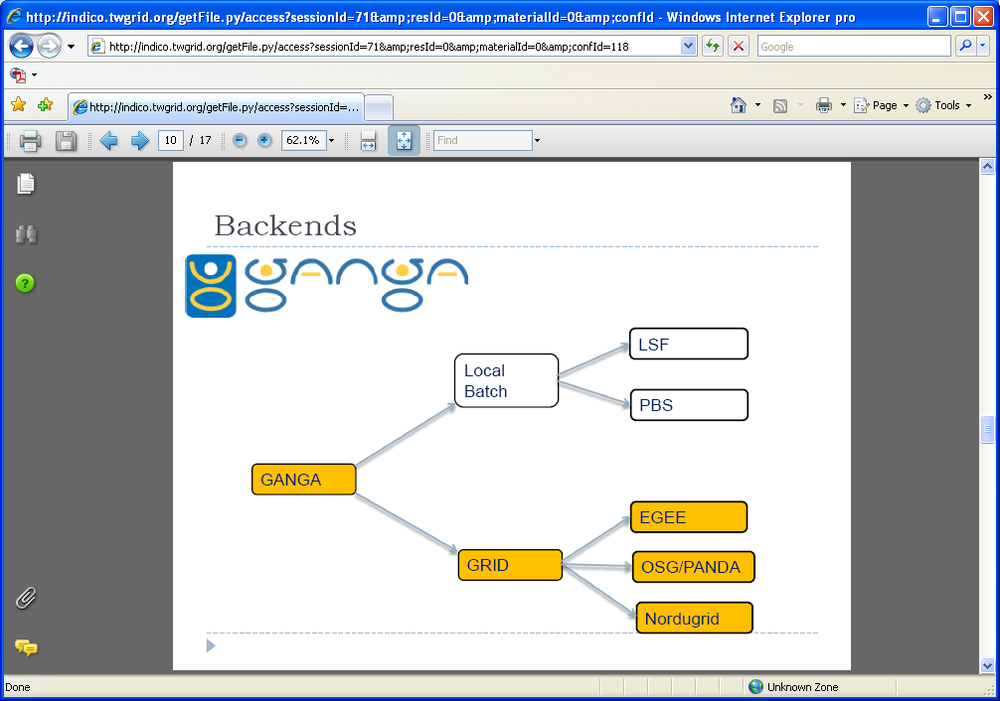 http://indico.twgrid.org/getFile.py/access?sessionId=71&amp;resId=0&amp;materialId=0&amp;confId - Windows Internet Explorer pro
http://indico.twgrid.org/getFile.py/access?sessionId=71&amp;resId=0&amp;materialId=0&amp;confId=118
Google
http://indico.twgrid.org/getFile.py/access?sessionId=...
Page
Tools
10 / 17
62.1%
Find
Backends
ganga
LSF
Local
Batch
PBS
GANGA
EGEE
GRID
OSG/PANDA
Nordugrid
Done
Unknown Zone